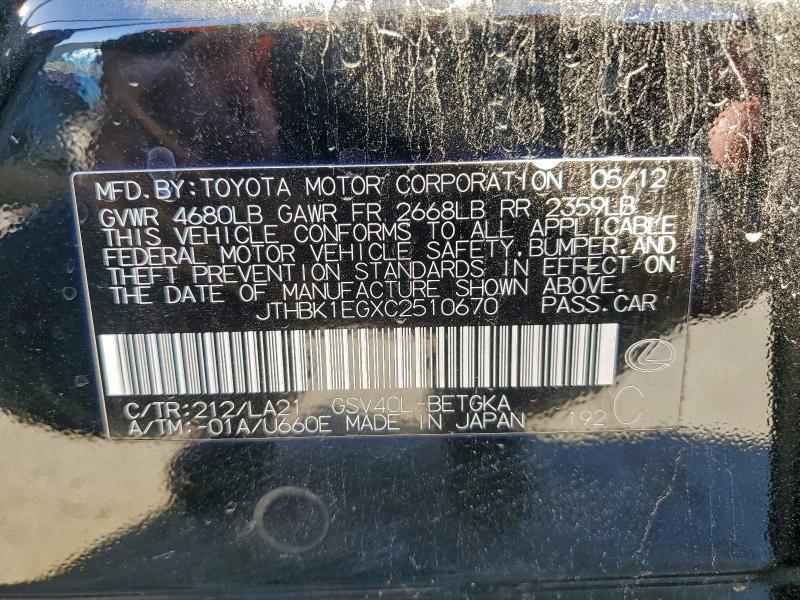 MFD. BY: TOYOTA MOTOR CORPORATION 05/12
GVWR 4680LB GAWR FR 2668LB RR 2359LB
THIS VEHICLE CONFORMS TO ALL APPLICABLE
FEDERAL MOTOR VEHICLE SAFETY, BUMPER, AND
THEFT PREVENTION STANDARDS IN EFFECT ON
THE DATE OF MANUFACTURE SHOWN ABOVE.
JTHBK1EGXC2510670 PASS. CAR
C/TR: 212/LA21 GSV40L-BETGKA
A/TM: -01A/U660E MADE IN JAPAN 192 C